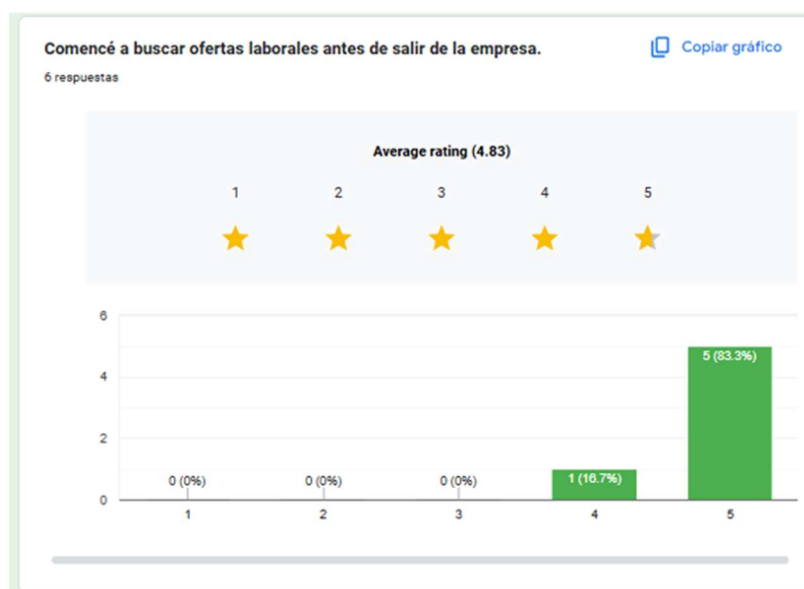 Comencé a buscar ofertas laborales antes de salir de la empresa.
Copiar gráfico
6 respuestas
Average rating (4.83)
1 2 3 4 5
6
4
2
0
0 (0%) 0 (0%) 0 (0%) 1 (16.7%) 5 (83.3%)
1 2 3 4 5